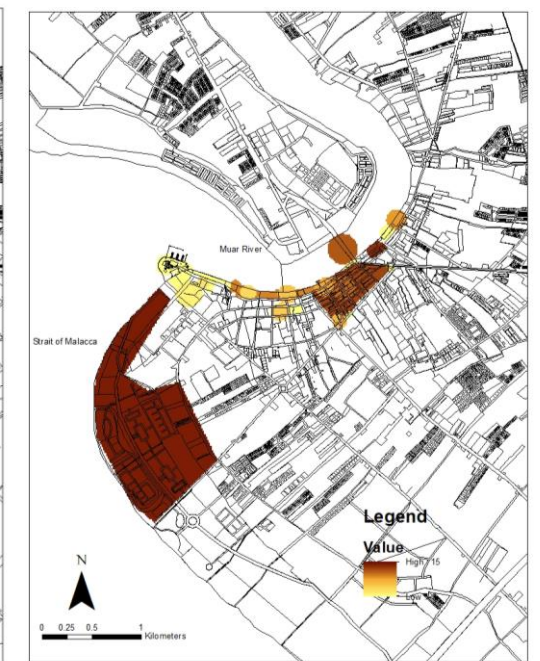 Muar River
Strait of Malacca
Legend
Value
High : 15
Low
N
0 0.25 0.5 1
Kilometers